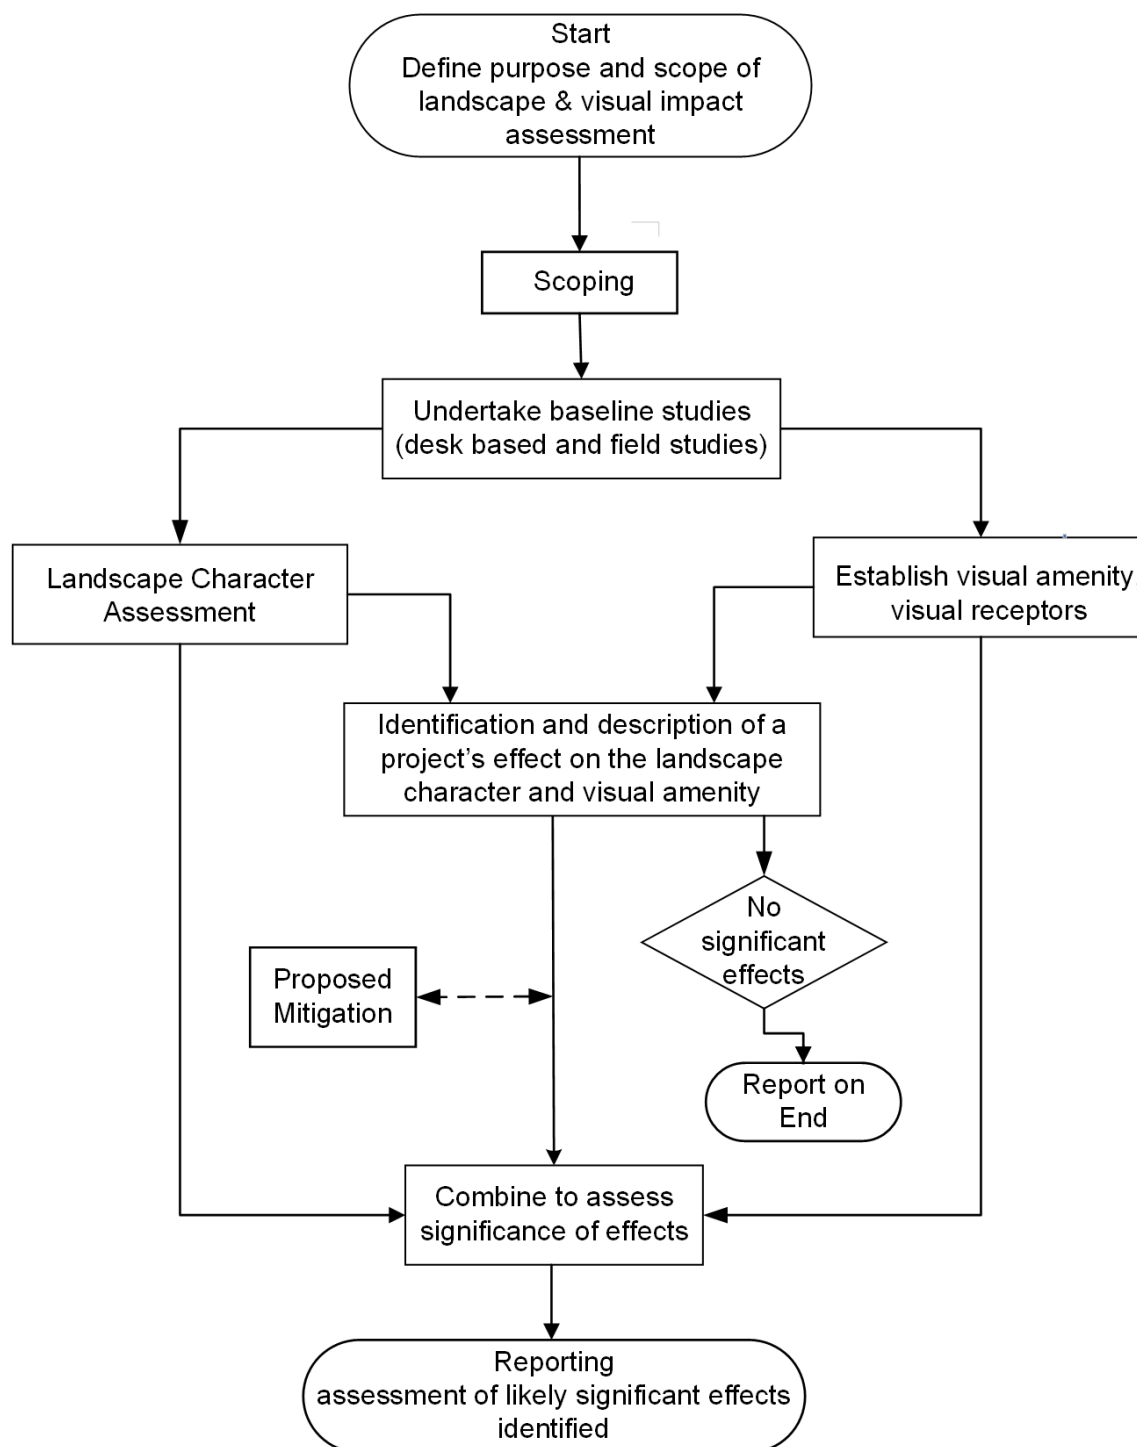 Start
Define purpose and scope of
landscape & visual impact
assessment
Scoping
Undertake baseline studies
(desk based and field studies)
Landscape Character
Assessment
Establish visual amenity,
visual receptors
Identification and description of a
project’s effect on the landscape
character and visual amenity
No
significant
effects
Proposed
Mitigation
Report on
End
Combine to assess
significance of effects
Reporting
assessment of likely significant effects
identified